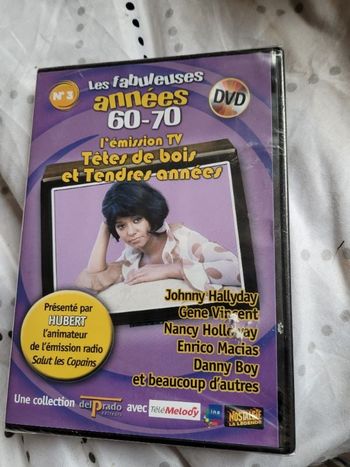 N° 3
Les fabuleuses
années
60-70
DVD
l'émission TV
Têtes de bois
et Tendres années
Johnny Hallyday
Gene Vincent
Nancy Holloway
Enrico Macias
Danny Boy
et beaucoup d'autres
Présenté par
HUBERT
l'animateur
de l'émission radio
Salut les Copains
Une collection del Prado avec TéléMelody ina NOSTALGIE
LA LEGENDE